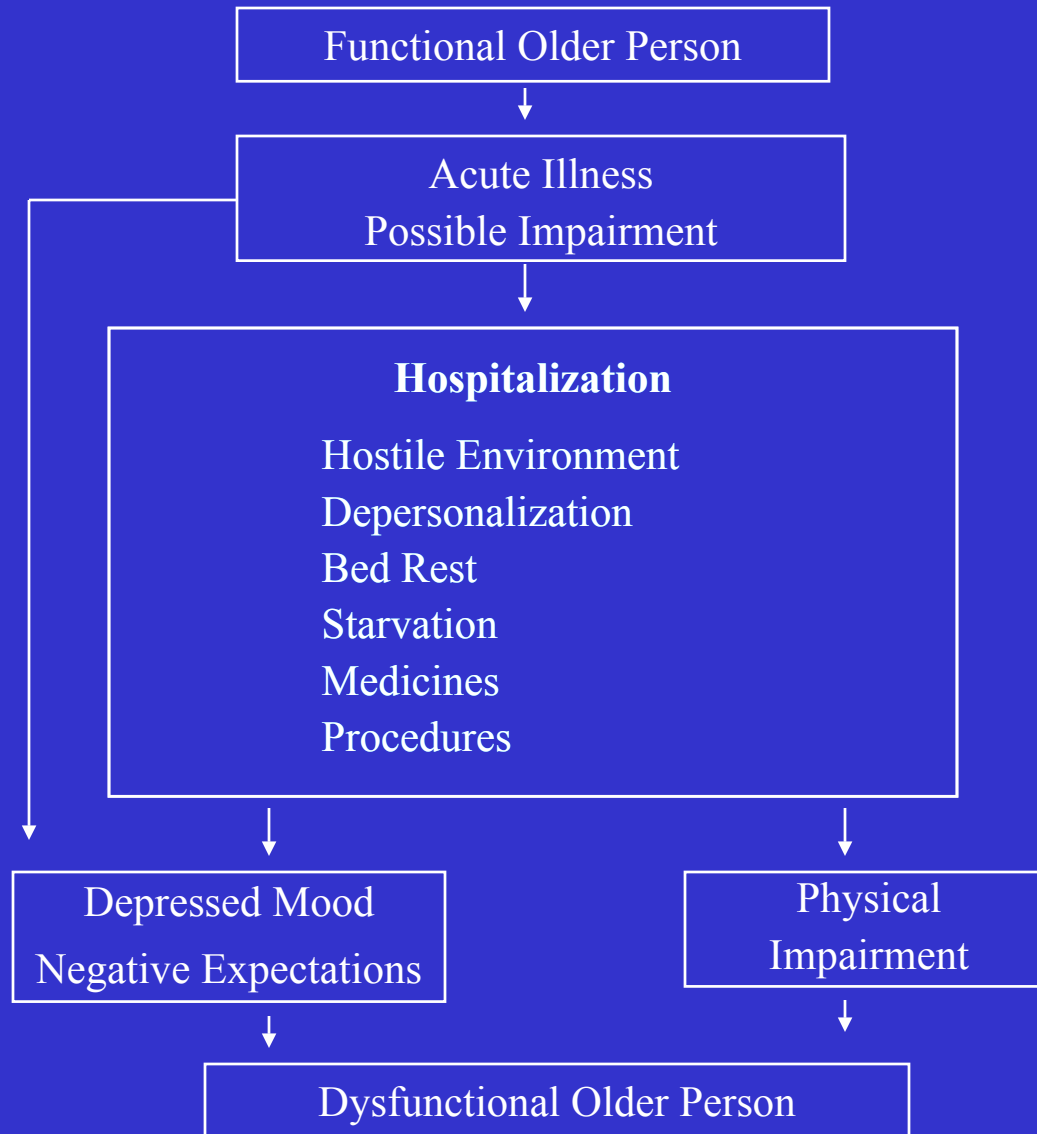 Functional Older Person
Acute Illness
Possible Impairment
Hospitalization
Hostile Environment
Depersonalization
Bed Rest
Starvation
Medicines
Procedures
Depressed Mood
Negative Expectations
Physical
Impairment
Dysfunctional Older Person